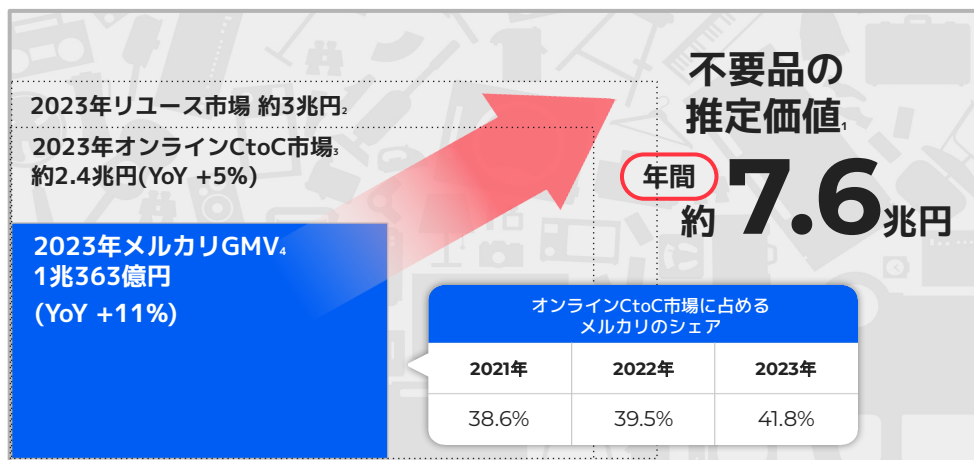 不要品の
推定価値1
年間
約7.6兆円
2023年リユース市場 約3兆円2
2023年オンラインCtoC市場3
約2.4兆円(YoY +5%)
2023年メルカリGMV4
1兆363億円
(YoY +11%)
オンラインCtoC市場に占める
メルカリのシェア
2021年 2022年 2023年
38.6% 39.5% 41.8%